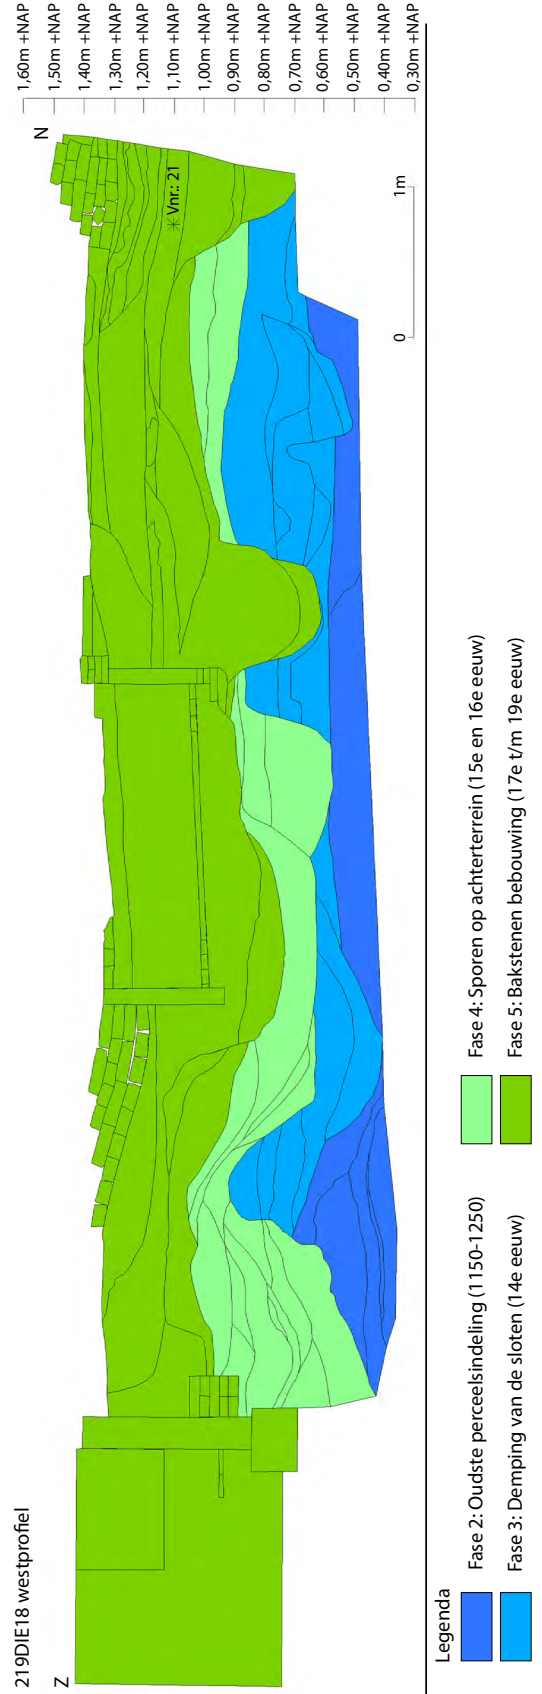 219DIE18 westprofiel
Z
N
1,60m +NAP
1,50m +NAP
1,40m +NAP
1,30m +NAP
1,20m +NAP
1,10m +NAP
1,00m +NAP
0,90m +NAP
0,80m +NAP
0,70m +NAP
0,60m +NAP
0,50m +NAP
0,40m +NAP
0,30m +NAP
Vnr.: 21
0
1m
Legenda
Fase 2: Oudste perceelsindeling (1150-1250)
Fase 3: Demping van de sloten (14e eeuw)
Fase 4: Sporen op achterterrein (15e en 16e eeuw)
Fase 5: Bakstenen bebouwing (17e t/m 19e eeuw)